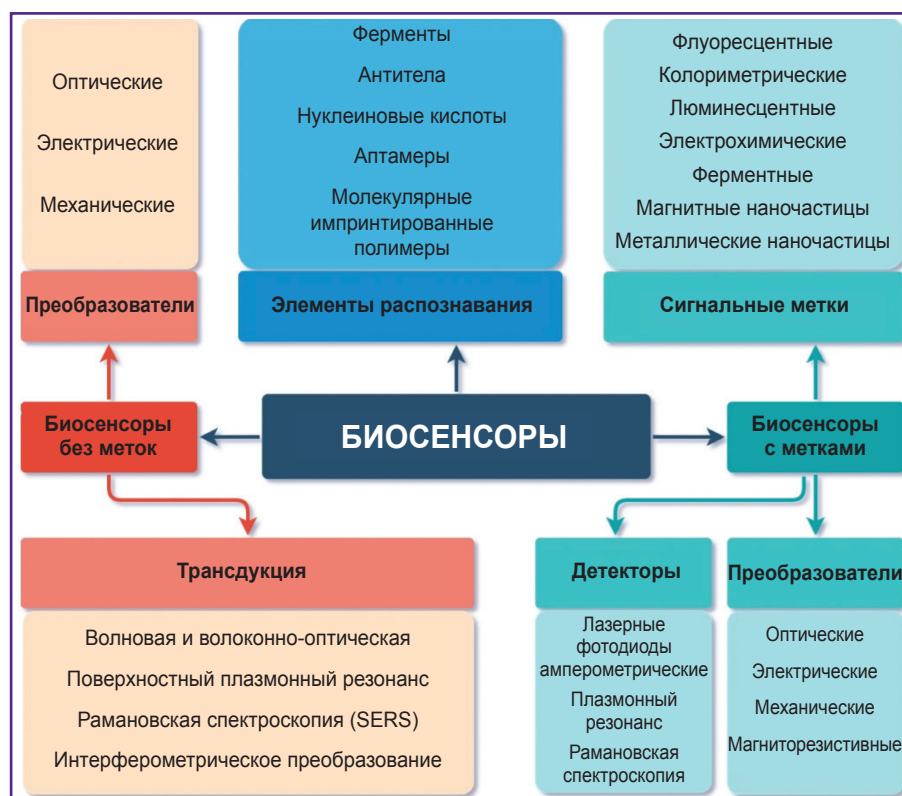 Оптические
Электрические
Механические
Преобразователи
Ферменты
Антитела
Нуклеиновые кислоты
Аптамеры
Молекулярные
импринтированные
полимеры
Элементы распознавания
Флуоресцентные
Колориметрические
Люминесцентные
Электрохимические
Ферментные
Магнитные наночастицы
Металлические наночастицы
Сигнальные метки
Биосенсоры
без меток
БИОСЕНСОРЫ
Биосенсоры
с метками
Трансдукция
Волновая и волоконно-оптическая
Поверхностный плазмонный резонанс
Рамановская спектроскопия (SERS)
Интерферометрическое преобразование
Детекторы
Лазерные
фотодиоды
амперометрические
Плазмонный
резонанс
Рамановская
спектроскопия
Преобразователи
Оптические
Электрические
Механические
Магниторезистивные